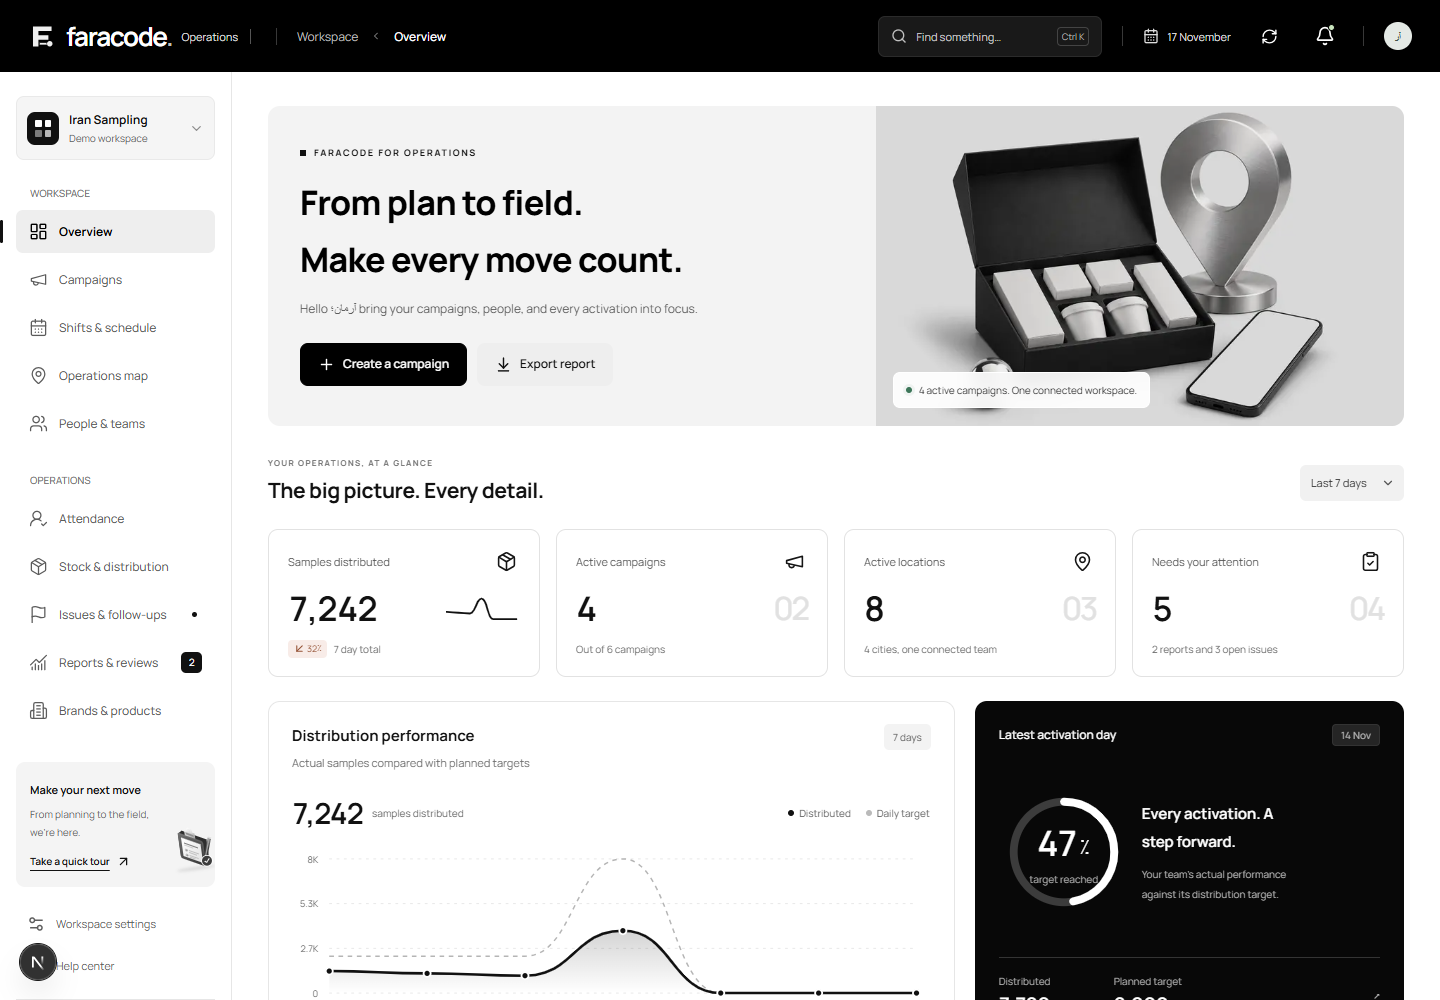 faracode. Operations
Workspace Overview
Find something... Ctrl K
17 November
Iran Sampling
Demo workspace
WORKSPACE
Overview
Campaigns
Shifts & schedule
Operations map
People & teams
OPERATIONS
Attendance
Stock & distribution
Issues & follow-ups
Reports & reviews 2
Brands & products
Make your next move
From planning to the field,
we're here.
Take a quick tour
Workspace settings
N
Help center
FARACODE FOR OPERATIONS
From plan to field.
Make every move count.
Hello آرمان؛ bring your campaigns, people, and every activation into focus.
Create a campaign
Export report
4 active campaigns. One connected workspace.
YOUR OPERATIONS, AT A GLANCE
The big picture. Every detail.
Last 7 days
Samples distributed
7,242
32٪ 7 day total
Active campaigns
4 02
Out of 6 campaigns
Active locations
8 03
4 cities, one connected team
Needs your attention
5 04
2 reports and 3 open issues
Distribution performance
7 days
Actual samples compared with planned targets
7,242 samples distributed
Distributed Daily target
8K
5.3K
2.7K
0
Latest activation day
14 Nov
47٪
target reached
Every activation. A
step forward.
Your team's actual performance
against its distribution target.
Distributed
Planned target